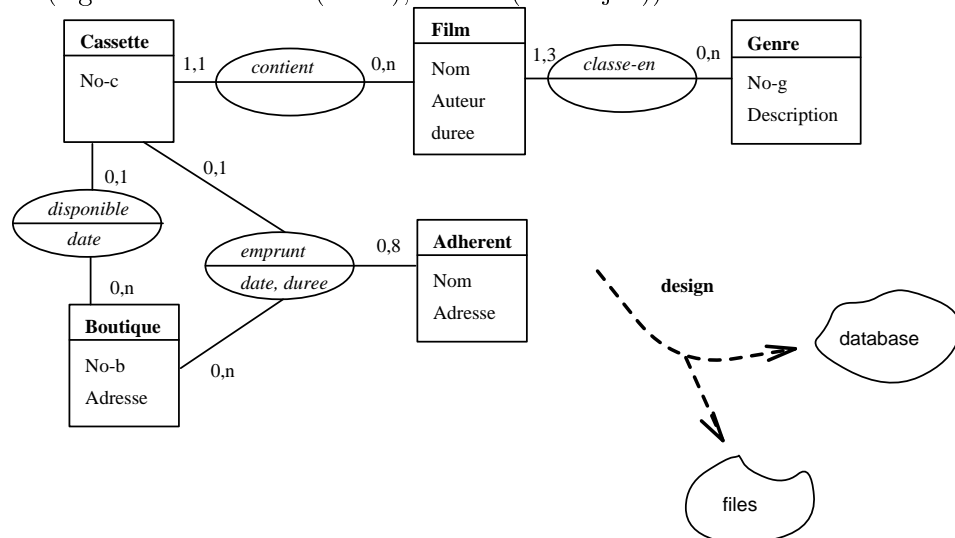 Cassette
No-c
1,1
contient
0,n
Film
Nom
Auteur
duree
1,3
classe-en
0,n
Genre
No-g
Description
0,1
disponible
date
0,n
0,1
emprunt
date, duree
0,8
Adherent
Nom
Adresse
Boutique
No-b
Adresse
0,n
design
database
files